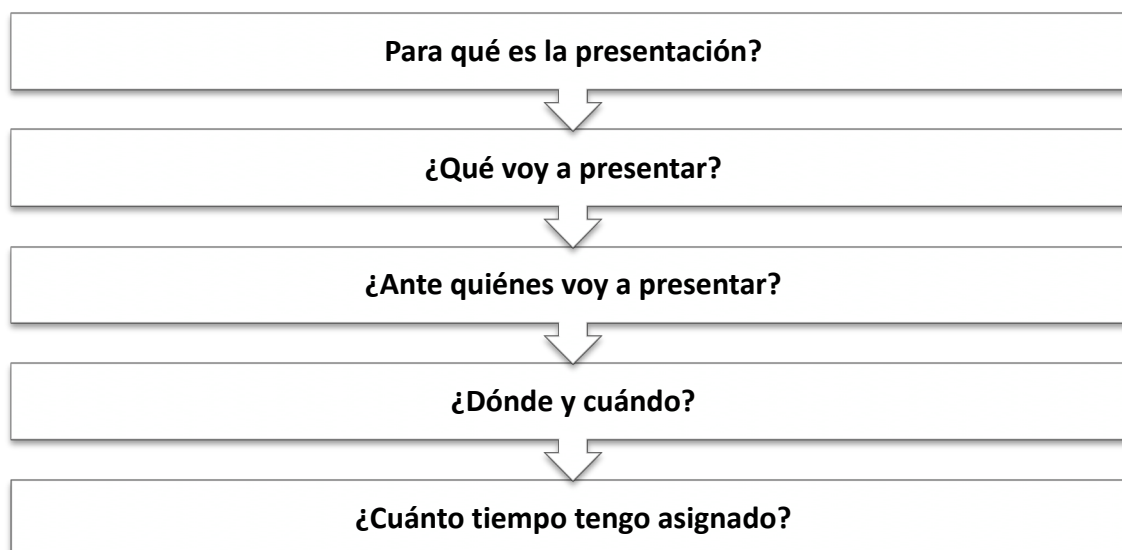 Para qué es la presentación?
¿Qué voy a presentar?
¿Ante quiénes voy a presentar?
¿Dónde y cuándo?
¿Cuánto tiempo tengo asignado?